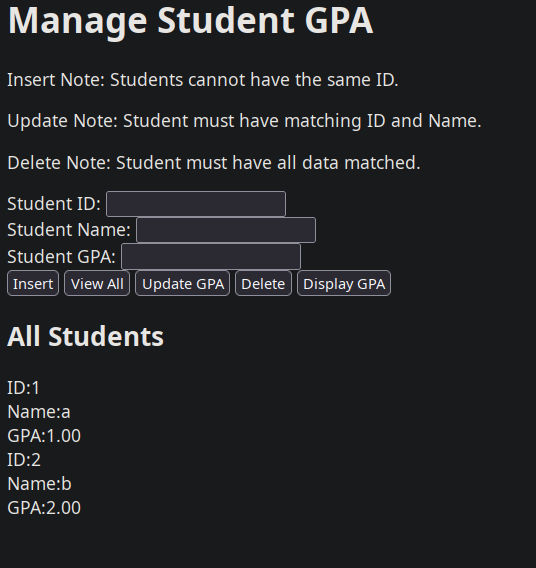 Manage Student GPA
Insert Note: Students cannot have the same ID.
Update Note: Student must have matching ID and Name.
Delete Note: Student must have all data matched.
Student ID:
Student Name:
Student GPA:
Insert View All Update GPA Delete Display GPA
All Students
ID:1
Name:a
GPA:1.00
ID:2
Name:b
GPA:2.00